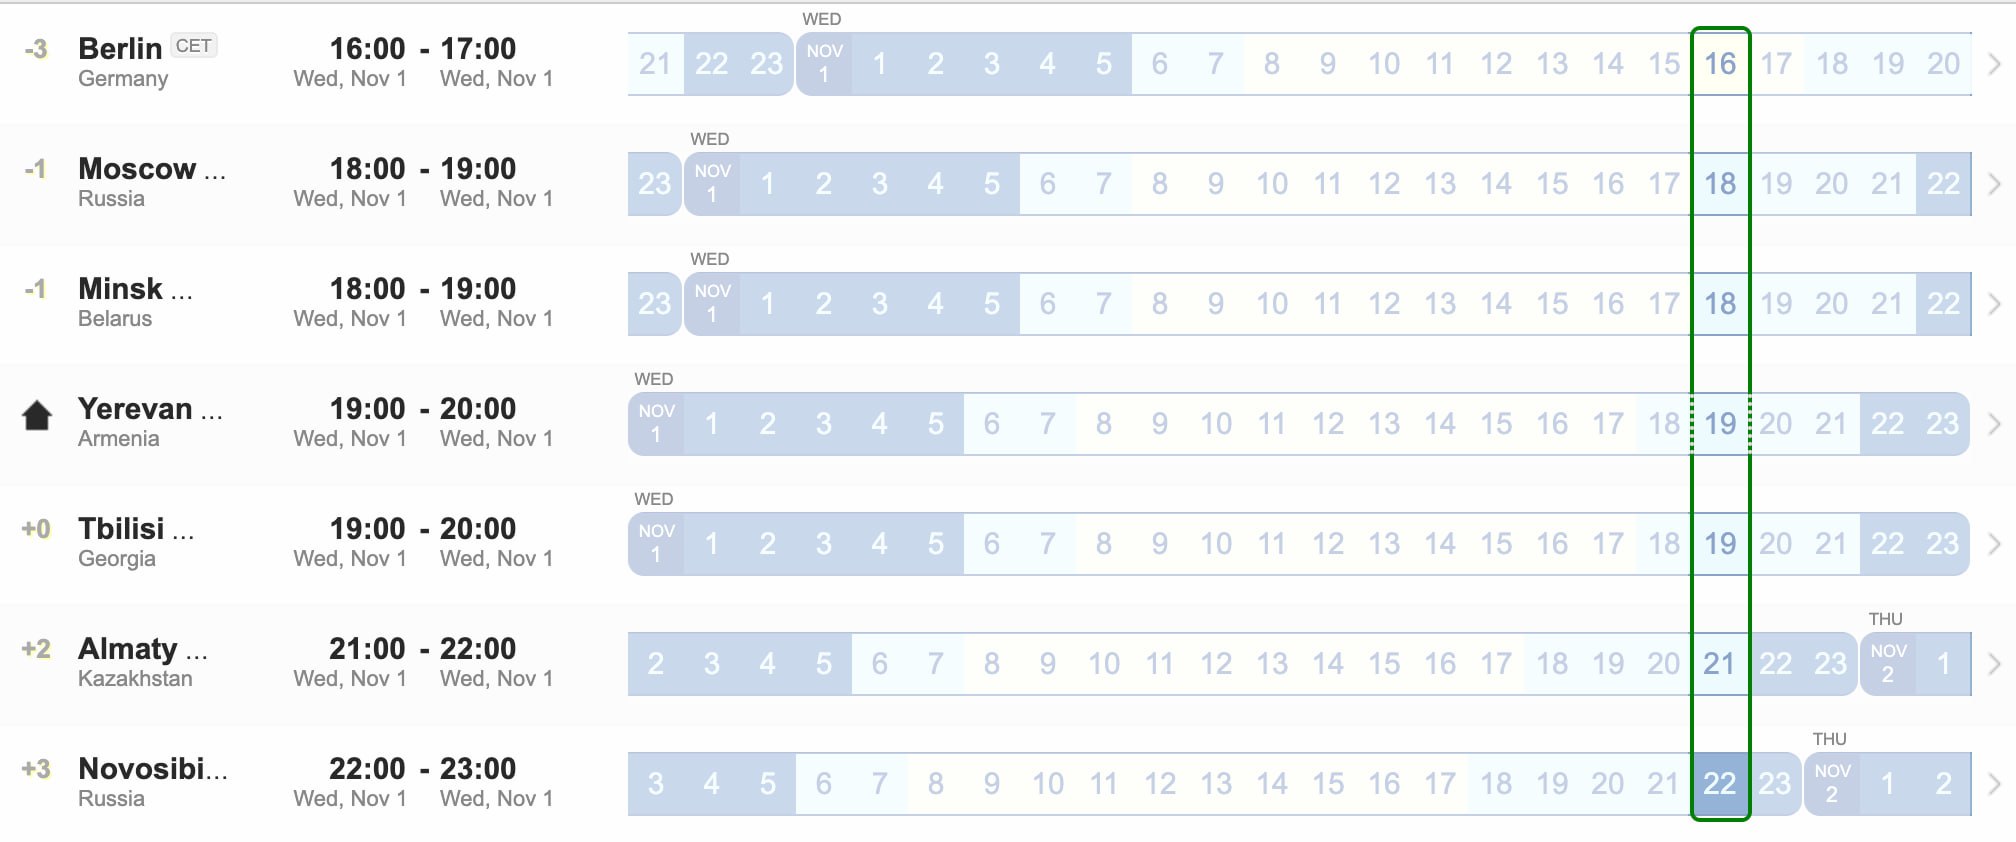 WED
-3 Berlin CET 16:00 - 17:00 21 22 23 NOV 1 1 2 3 4 5 6 7 8 9 10 11 12 13 14 15 16 17 18 19 20
Germany Wed, Nov 1 Wed, Nov 1
WED
-1 Moscow ... 18:00 - 19:00 23 NOV 1 1 2 3 4 5 6 7 8 9 10 11 12 13 14 15 16 17 18 19 20 21 22
Russia Wed, Nov 1 Wed, Nov 1
WED
-1 Minsk ... 18:00 - 19:00 23 NOV 1 1 2 3 4 5 6 7 8 9 10 11 12 13 14 15 16 17 18 19 20 21 22
Belarus Wed, Nov 1 Wed, Nov 1
WED
Yerevan ... 19:00 - 20:00 NOV 1 1 2 3 4 5 6 7 8 9 10 11 12 13 14 15 16 17 18 19 20 21 22 23
Armenia Wed, Nov 1 Wed, Nov 1
WED
+0 Tbilisi ... 19:00 - 20:00 NOV 1 1 2 3 4 5 6 7 8 9 10 11 12 13 14 15 16 17 18 19 20 21 22 23
Georgia Wed, Nov 1 Wed, Nov 1
THU
+2 Almaty ... 21:00 - 22:00 2 3 4 5 6 7 8 9 10 11 12 13 14 15 16 17 18 19 20 21 22 23 NOV 2 1
Kazakhstan Wed, Nov 1 Wed, Nov 1
THU
+3 Novosibi... 22:00 - 23:00 3 4 5 6 7 8 9 10 11 12 13 14 15 16 17 18 19 20 21 22 23 NOV 2 1 2
Russia Wed, Nov 1 Wed, Nov 1